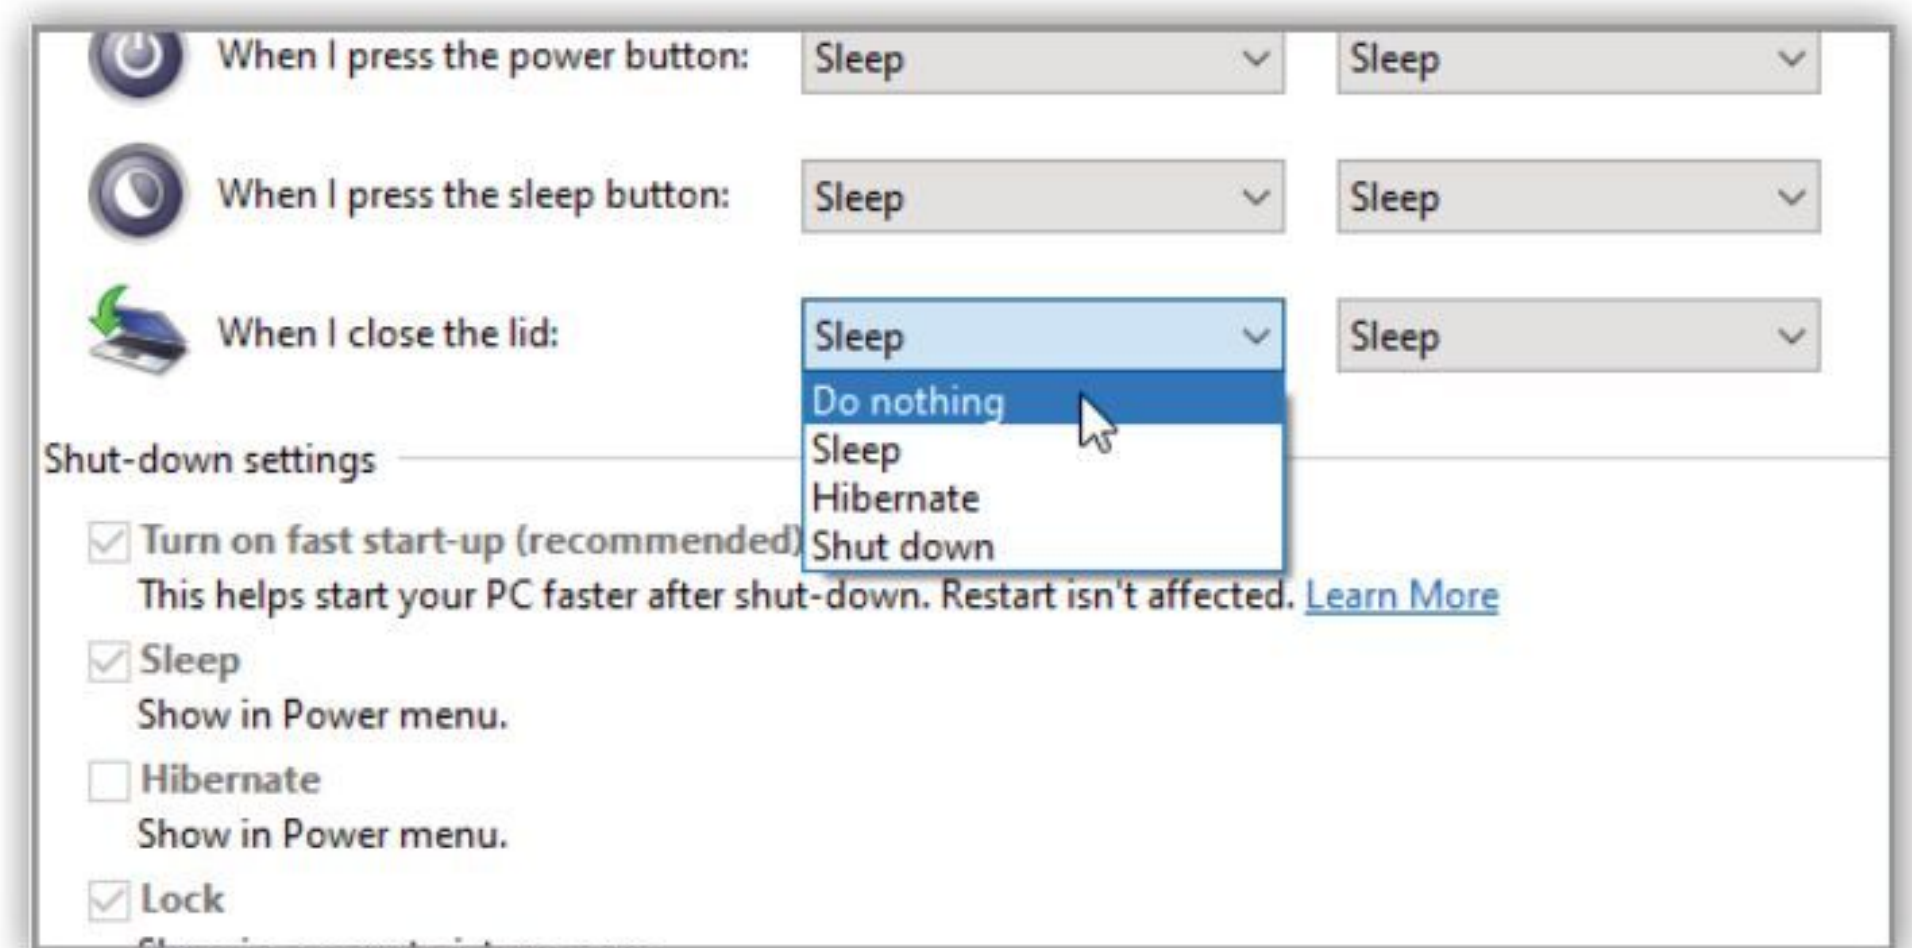 When I press the power button: Sleep Sleep
When I press the sleep button: Sleep Sleep
When I close the lid: Sleep Sleep
Do nothing
Sleep
Hibernate
Shut down
Shut-down settings
Turn on fast start-up (recommended)
This helps start your PC faster after shut-down. Restart isn't affected. Learn More
Sleep
Show in Power menu.
Hibernate
Show in Power menu.
Lock